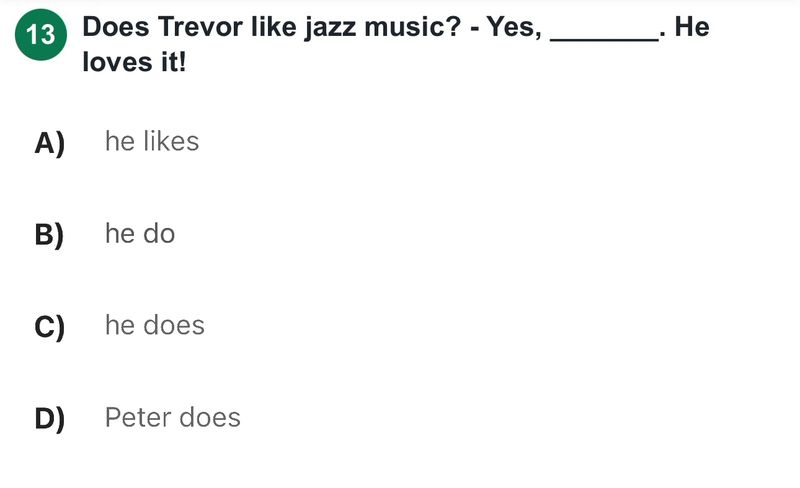 13 Does Trevor like jazz music? - Yes, _______. He
loves it!
A) he likes
B) he do
C) he does
D) Peter does